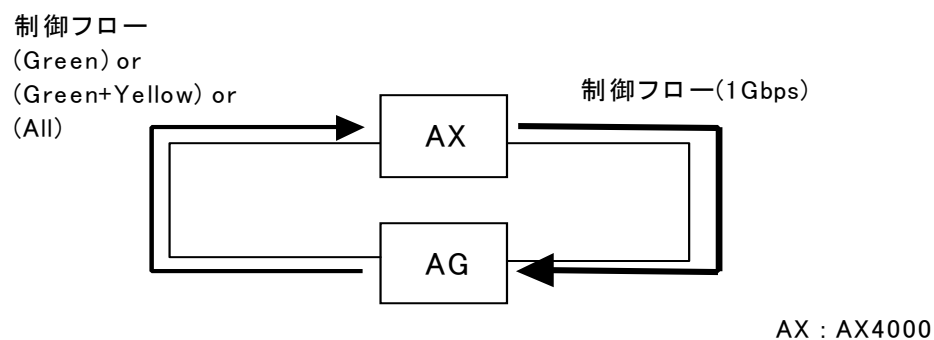 制御フロー
(Green) or
(Green+Yellow) or
(All)
制御フロー(1Gbps)
AX
AG
AX : AX4000